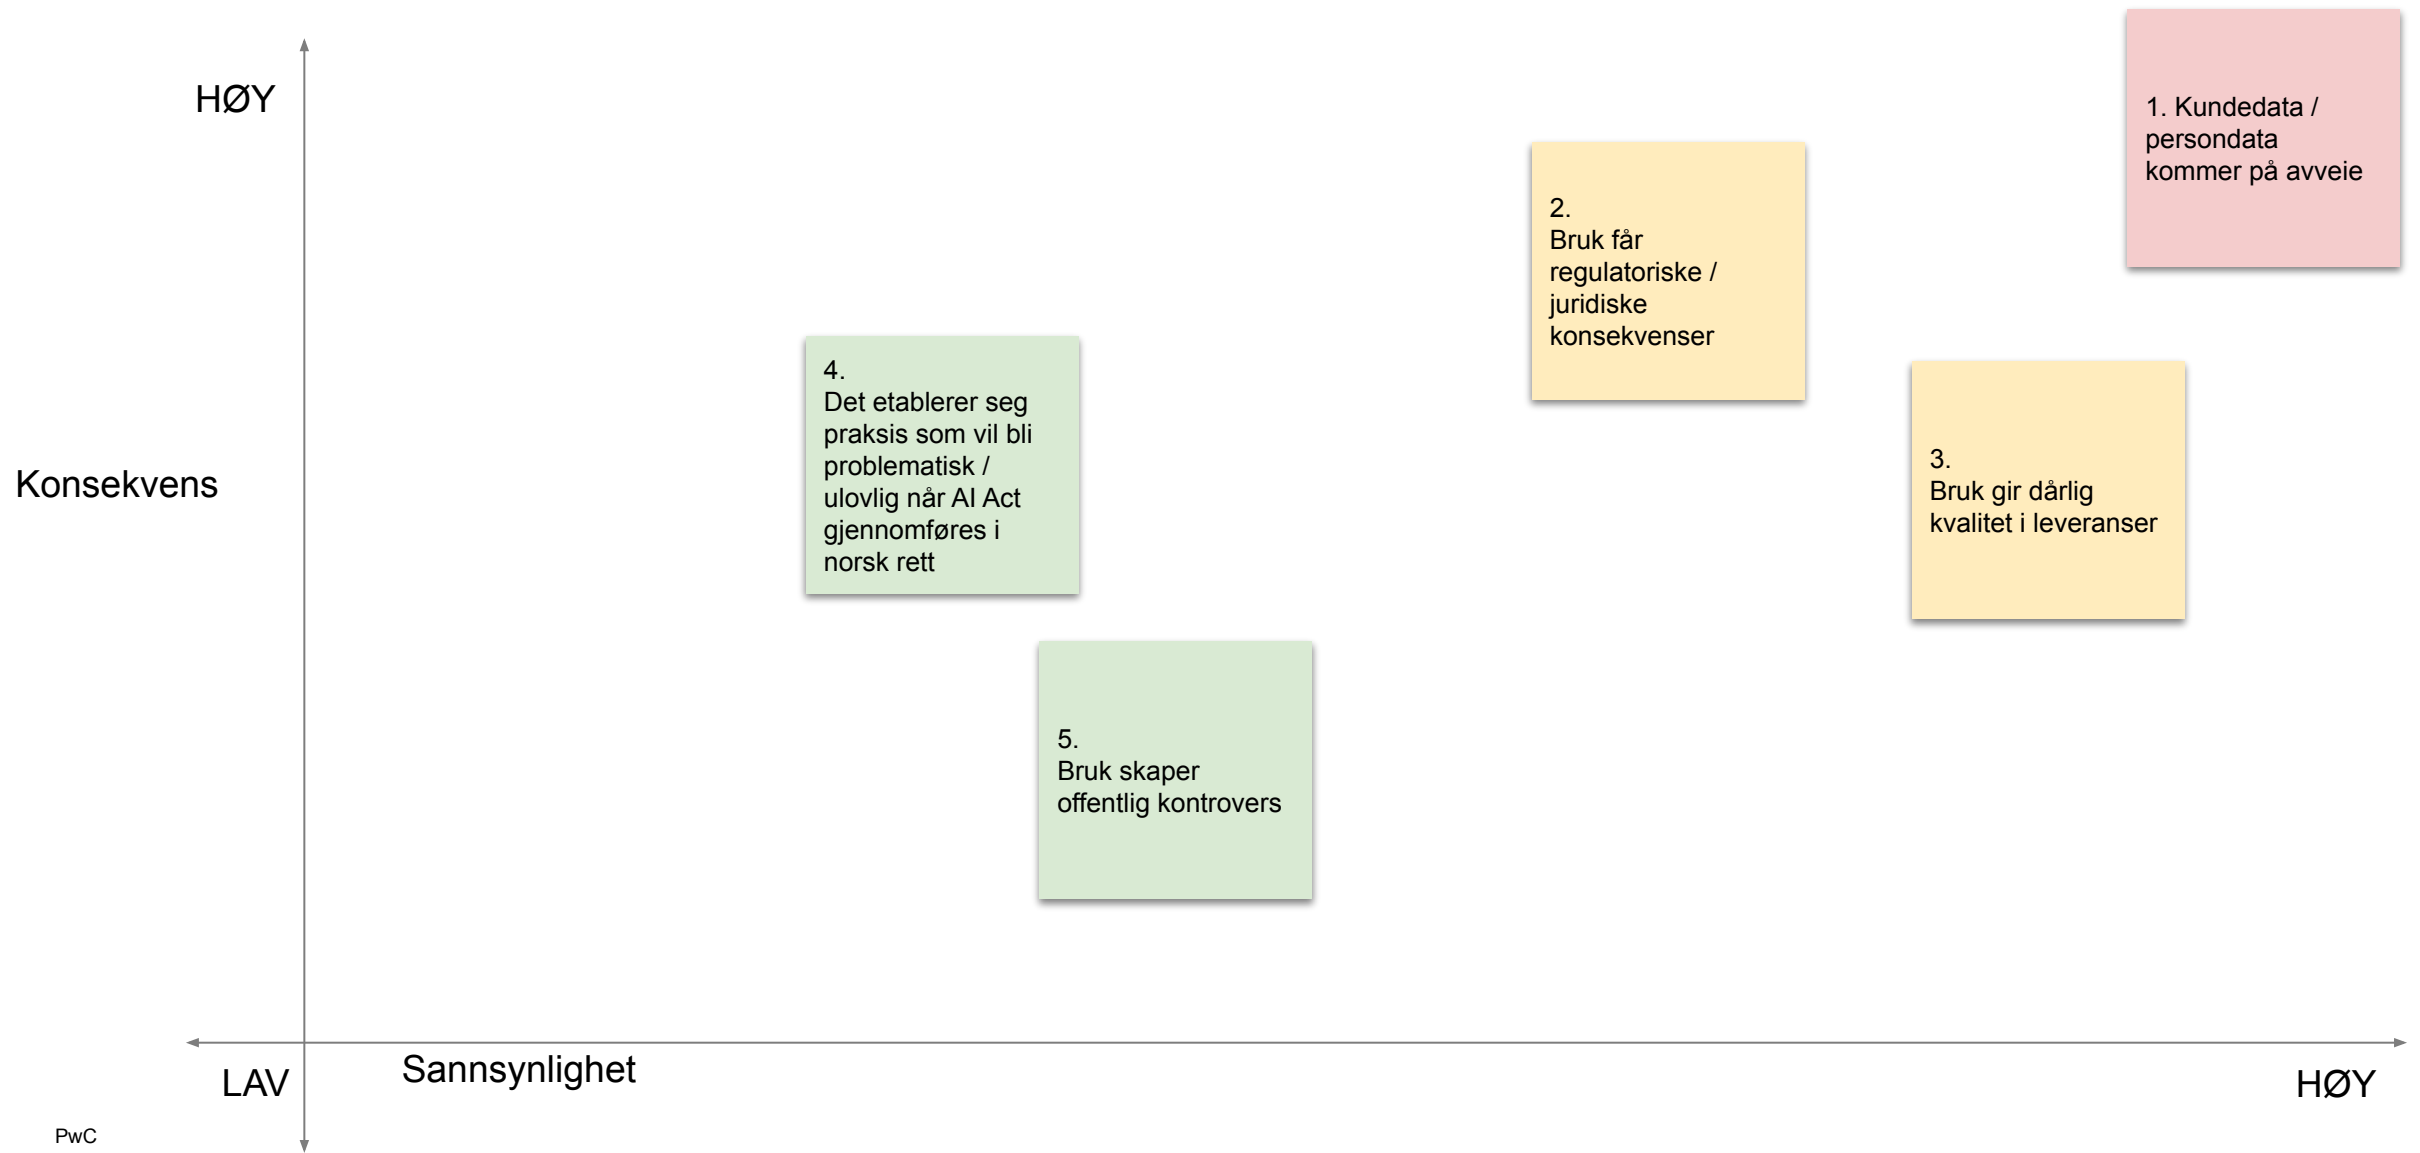 HØY
1. Kundedata /
persondata
kommer på avveie
2.
Bruk får
regulatoriske /
juridiske
konsekvenser
4.
Det etablerer seg
praksis som vil bli
problematisk /
ulovlig når AI Act
gjennomføres i
norsk rett
3.
Bruk gir dårlig
kvalitet i leveranser
Konsekvens
5.
Bruk skaper
offentlig kontrovers
LAV
Sannsynlighet
HØY
PwC